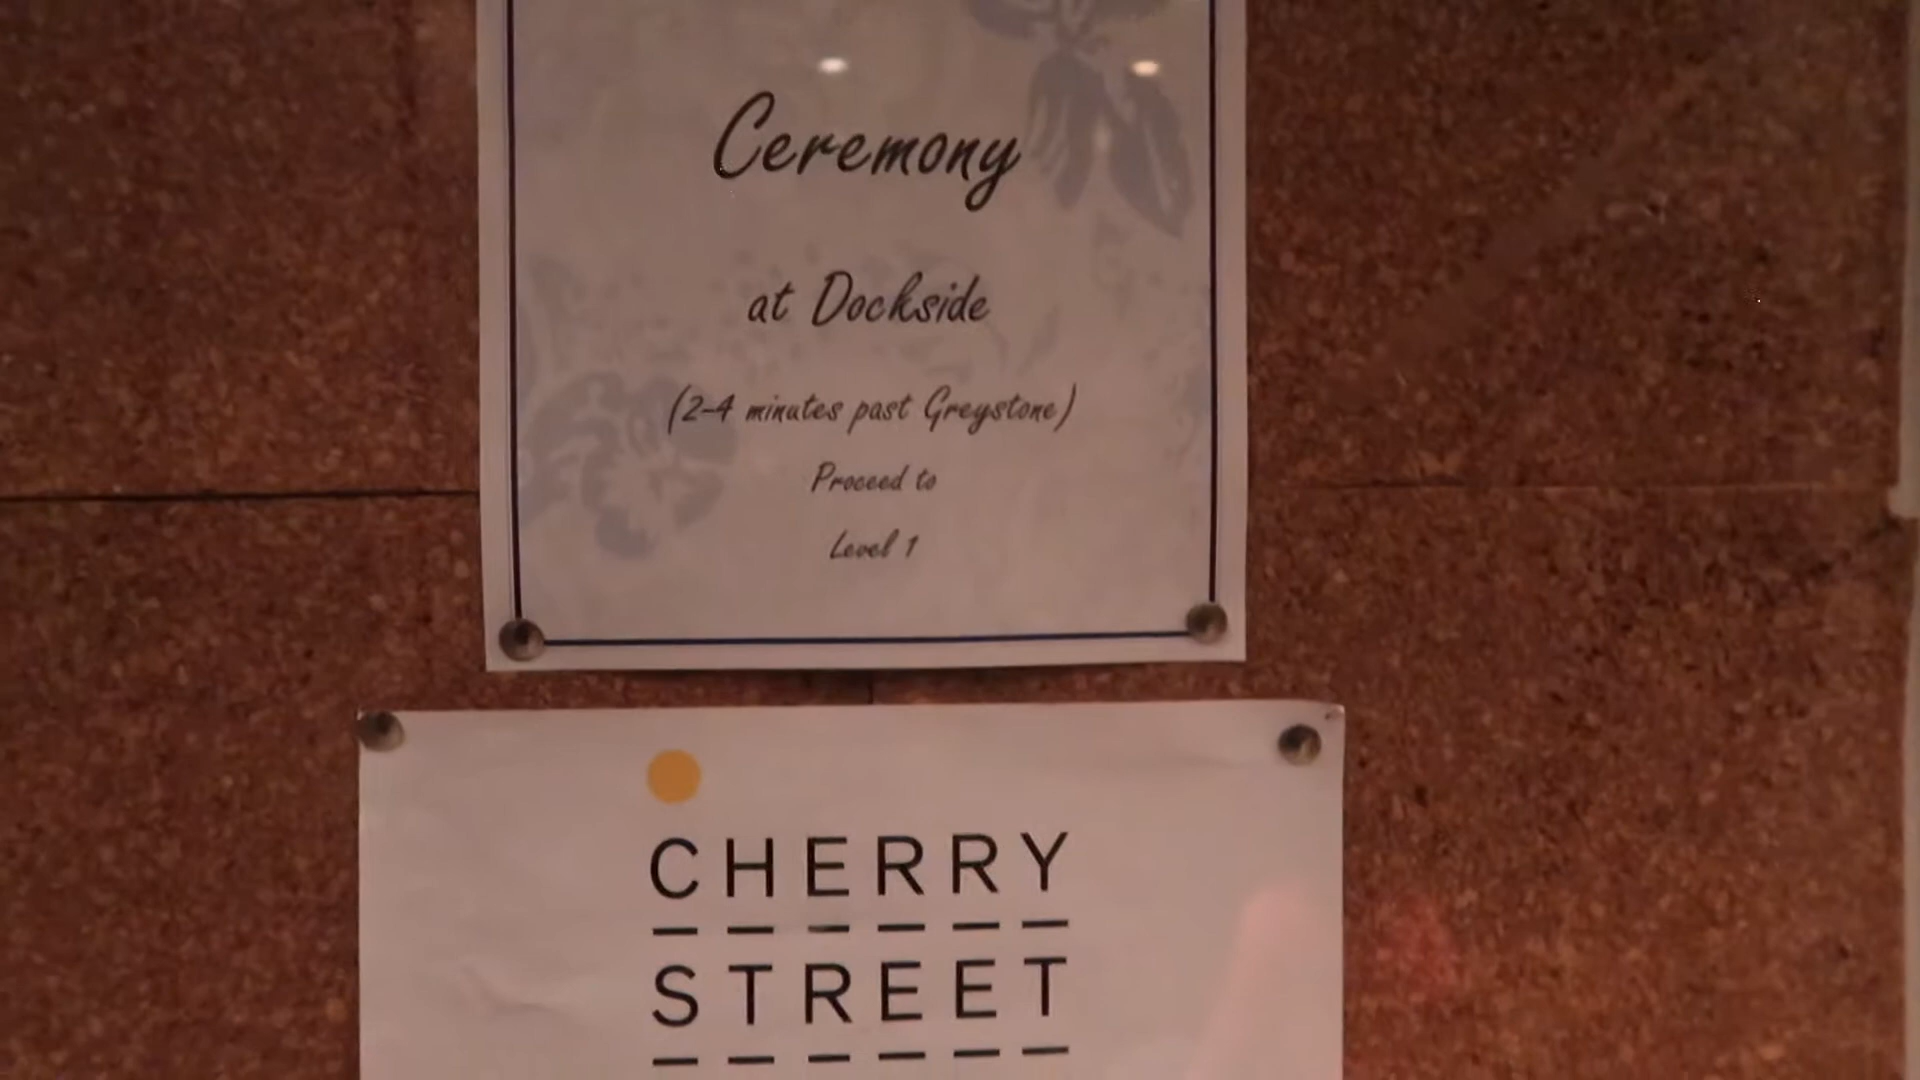 Ceremony
at Dockside
(2-4 minutes past Greystone)
Proceed to
Level 1
CHERRY
STREET